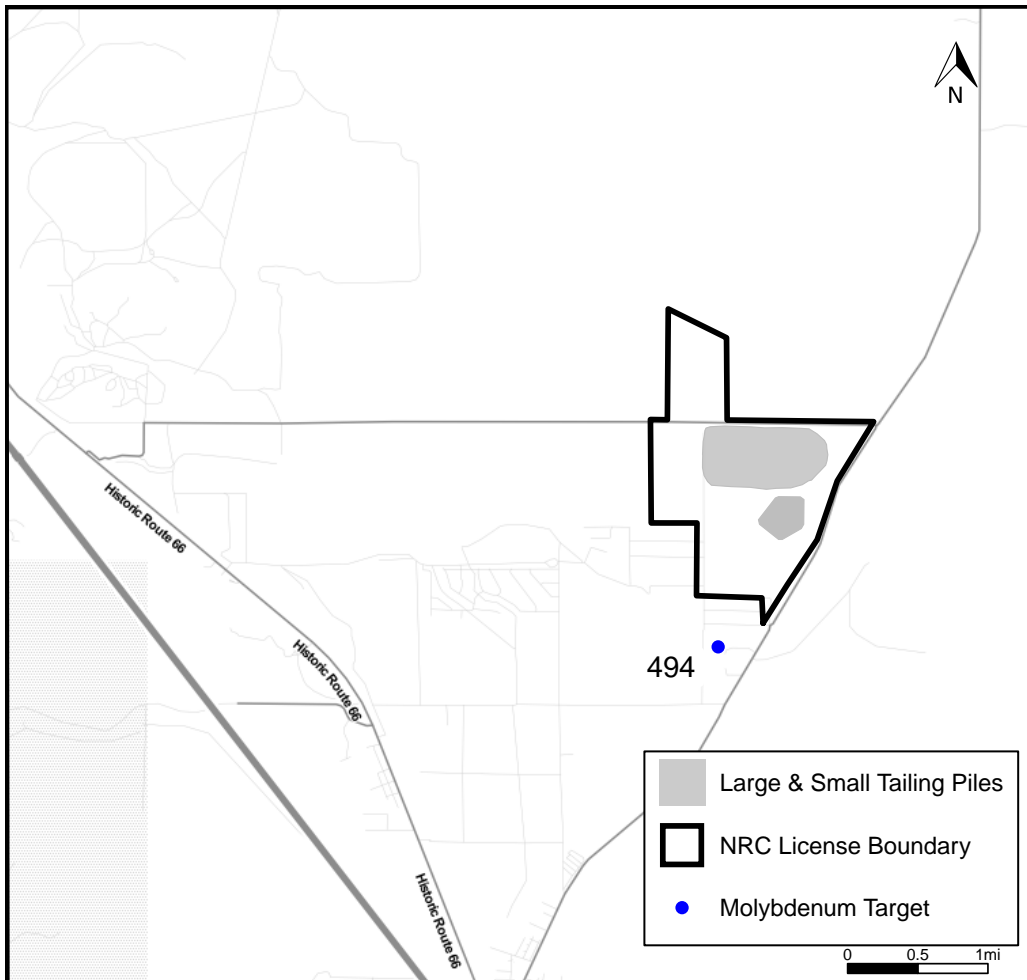 N
Historic Route 66
Historic Route 66
494
Historic Route 66
Large & Small Tailing Piles
NRC License Boundary
Molybdenum Target
0 0.5 1mi